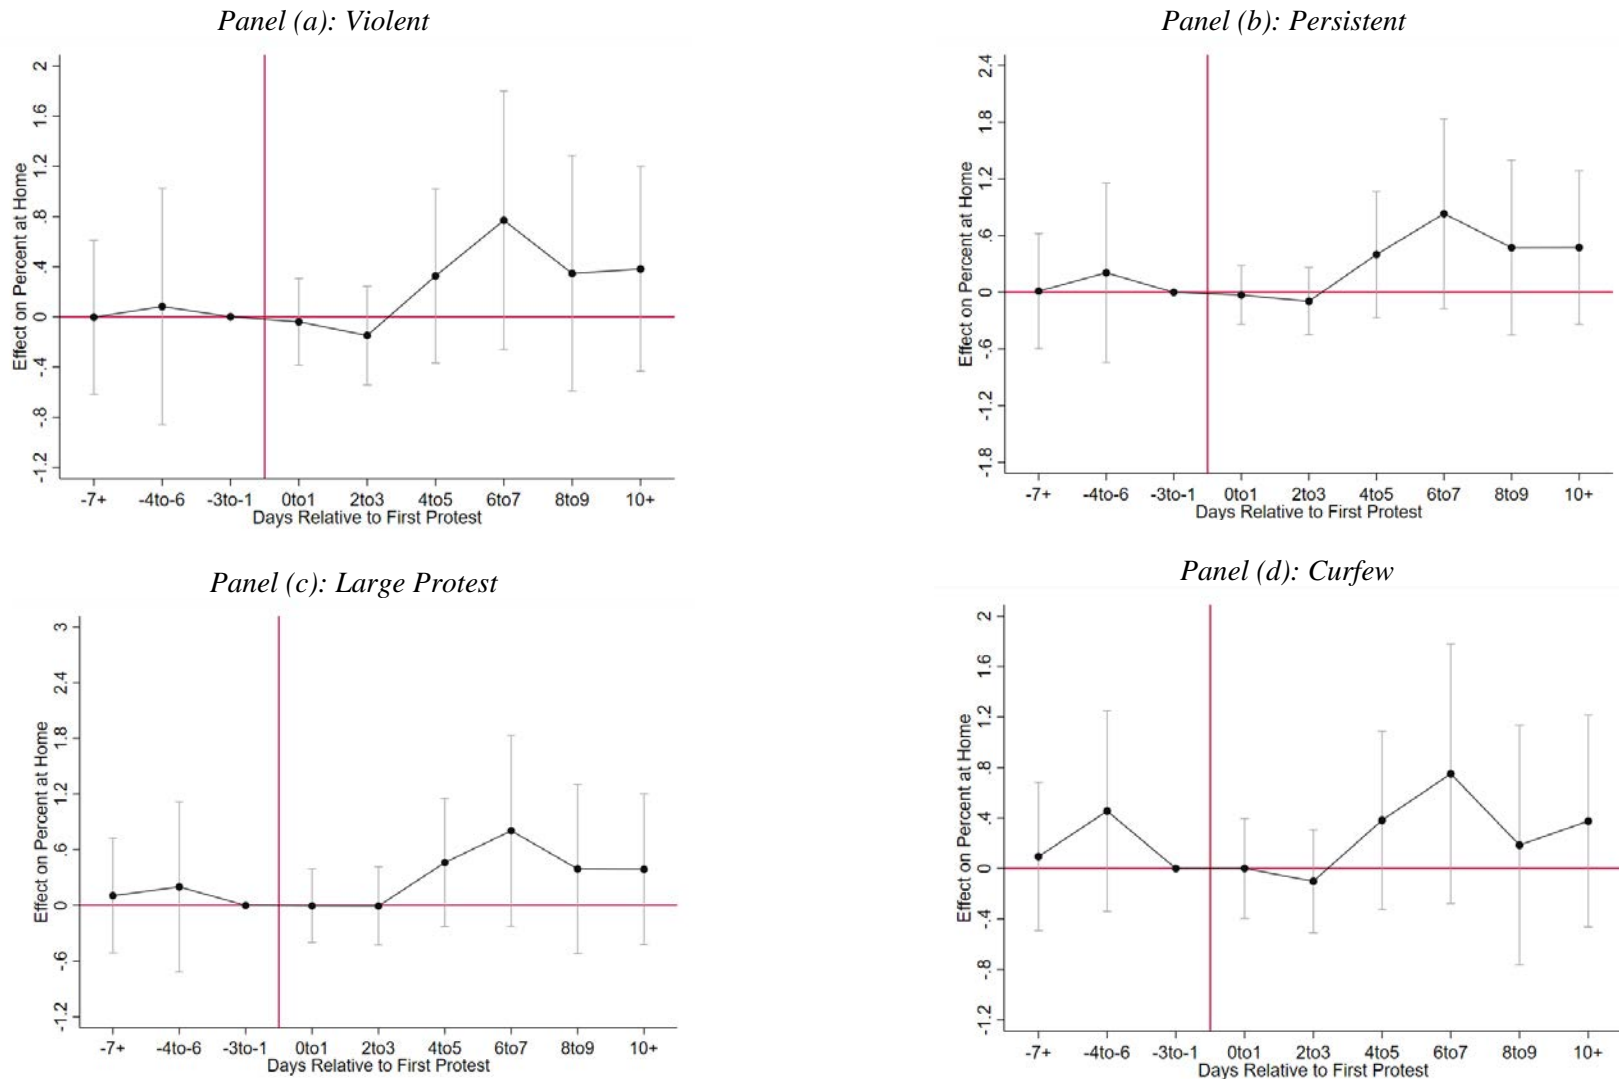 Panel (a): Violent
Effect on Percent at Home
2
1.6
1.2
.8
.4
0
-.4
-.8
-1.2
-7+ -4to-6 -3to-1 0to1 2to3 4to5 6to7 8to9 10+
Days Relative to First Protest
Panel (b): Persistent
Effect on Percent at Home
2.4
1.8
1.2
.6
0
-.6
-1.2
-1.8
-7+ -4to-6 -3to-1 0to1 2to3 4to5 6to7 8to9 10+
Days Relative to First Protest
Panel (c): Large Protest
Effect on Percent at Home
3
2.4
1.8
1.2
.6
0
-.6
-1.2
-7+ -4to-6 -3to-1 0to1 2to3 4to5 6to7 8to9 10+
Days Relative to First Protest
Panel (d): Curfew
Effect on Percent at Home
2
1.6
1.2
.8
.4
0
-.4
-.8
-1.2
-7+ -4to-6 -3to-1 0to1 2to3 4to5 6to7 8to9 10+
Days Relative to First Protest